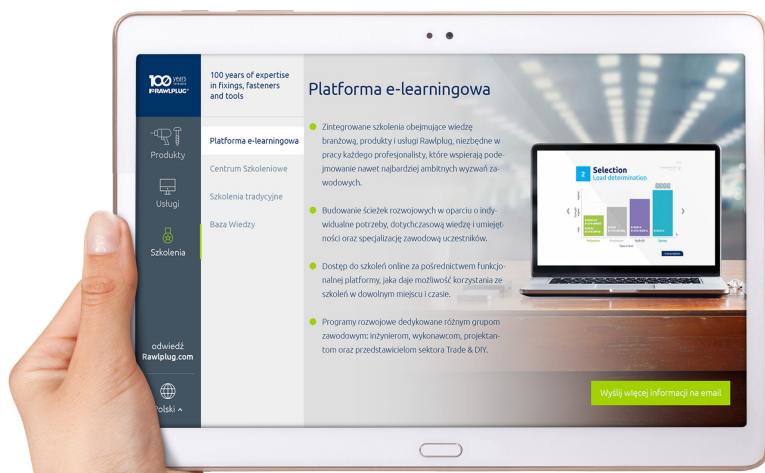 100 years
RAWLPLUG®
100 years of expertise
in fixings, fasteners
and tools
Produkty
Usługi
Szkolenia
odwiedź
Rawlplug.com
Polski
Platforma e-learningowa
Centrum Szkoleniowe
Szkolenia tradycyjne
Baza Wiedzy
Platforma e-learningowa
Zintegrowane szkolenia obejmujące wiedzę
branżową, produkty i usługi Rawlplug, niezbędne w
pracy każdego profesjonalisty, które wspierają pode-
jmowanie nawet najbardziej ambitnych wyzwań za-
wodowych.
Budowanie ścieżek rozwojowych w oparciu o indy-
widualne potrzeby, dotychczasową wiedzę i umiejęt-
ności oraz specjalizację zawodową uczestników.
Dostęp do szkoleń online za pośrednictwem funkcjo-
nalnej platformy, jaka daje możliwość korzystania ze
szkoleń w dowolnym miejscu i czasie.
Programy rozwojowe dedykowane różnym grupom
zawodowym: inżynierom, wykonawcom, projektan-
tom oraz przedstawicielom sektora Trade & DIY.
2 Selection
Load determination
Wyślij więcej informacji na email